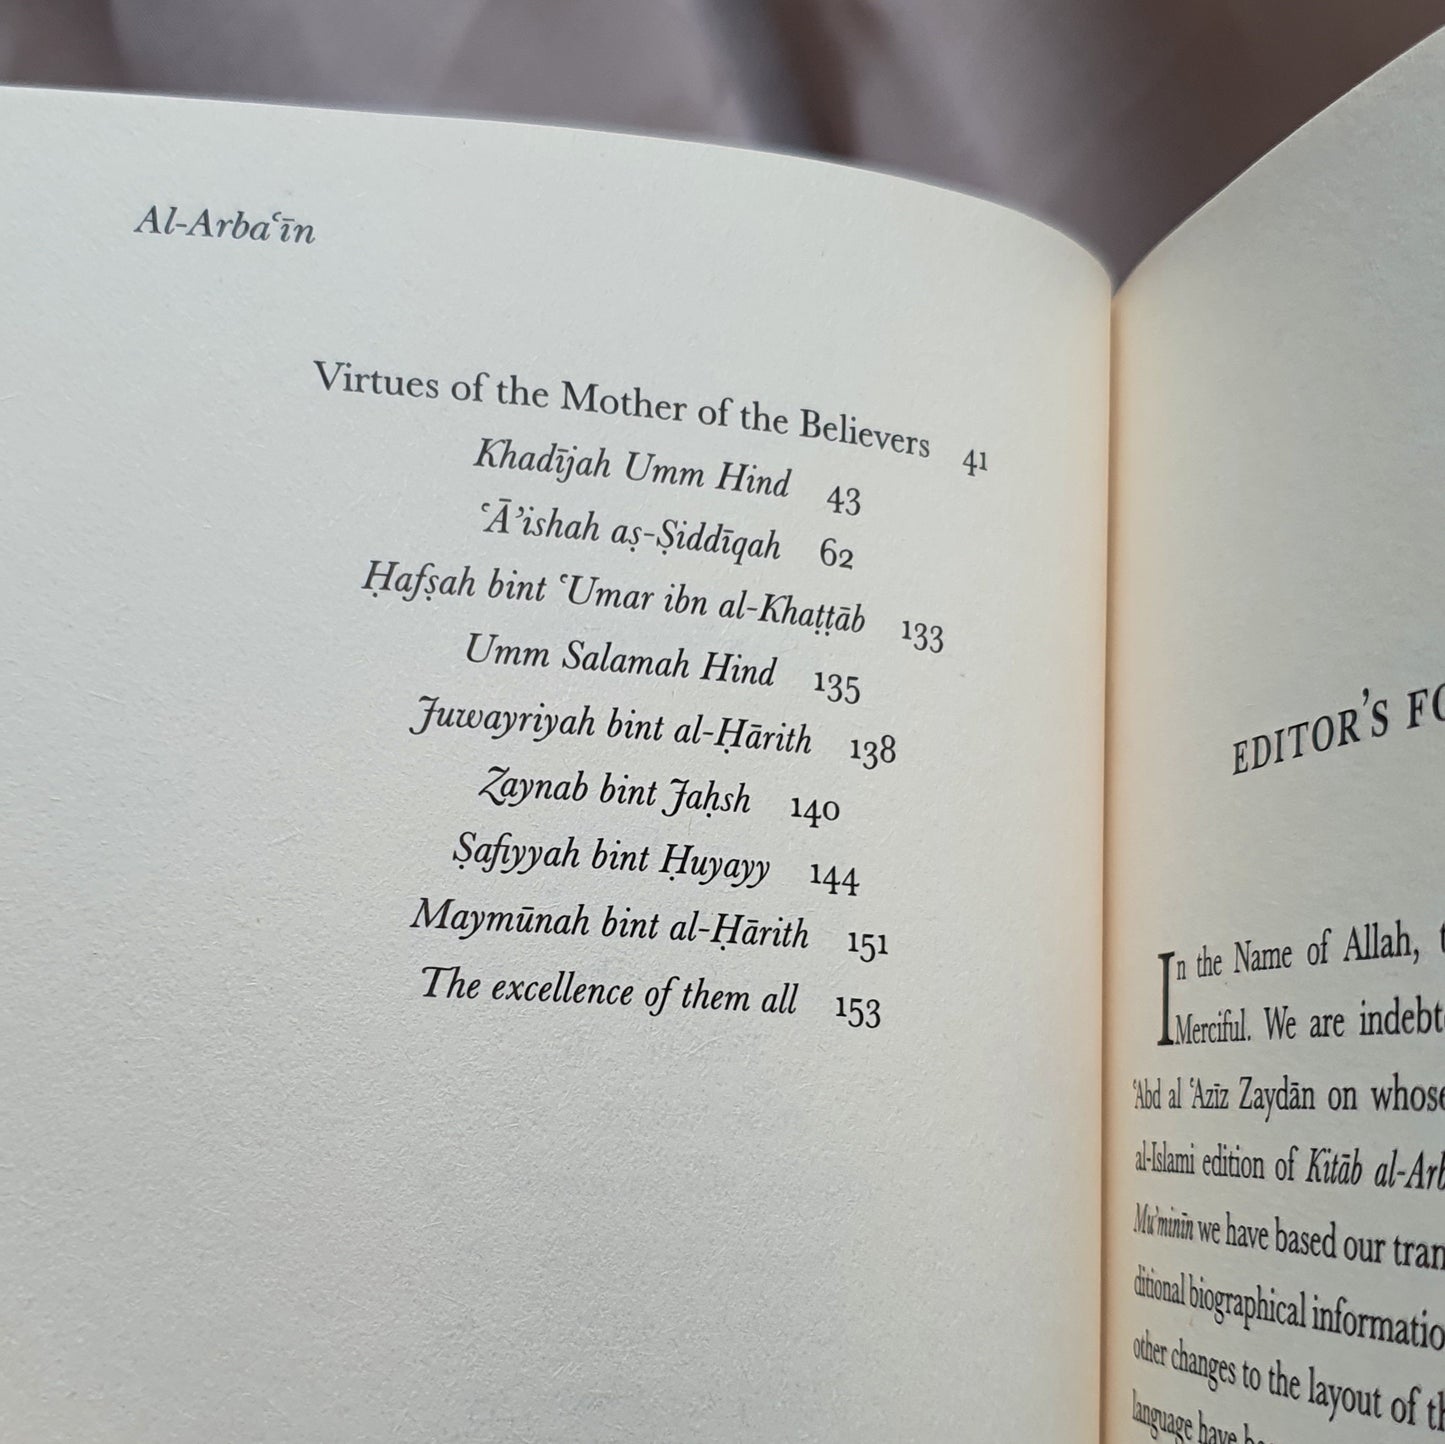 Al-Arbaʿīn
Virtues of the Mother of the Believers 41
Khadījah Umm Hind 43
ʿĀʾishah aṣ-Ṣiddīqah 62
Ḥafṣah bint ʿUmar ibn al-Khaṭṭāb 133
Umm Salamah Hind 135
Juwayriyah bint al-Ḥārith 138
Zaynab bint Jaḥsh 140
Ṣafiyyah bint Ḥuyayy 144
Maymūnah bint al-Ḥārith 151
The excellence of them all 153
EDITOR'S
In the Name of Allah,
Merciful. We are
ʿAbd al ʿAzīz Zaydān on whose
al-Islami edition of Kitāb
Mu'minīn we have based our
ditional biographical
other changes to the layout of
language have